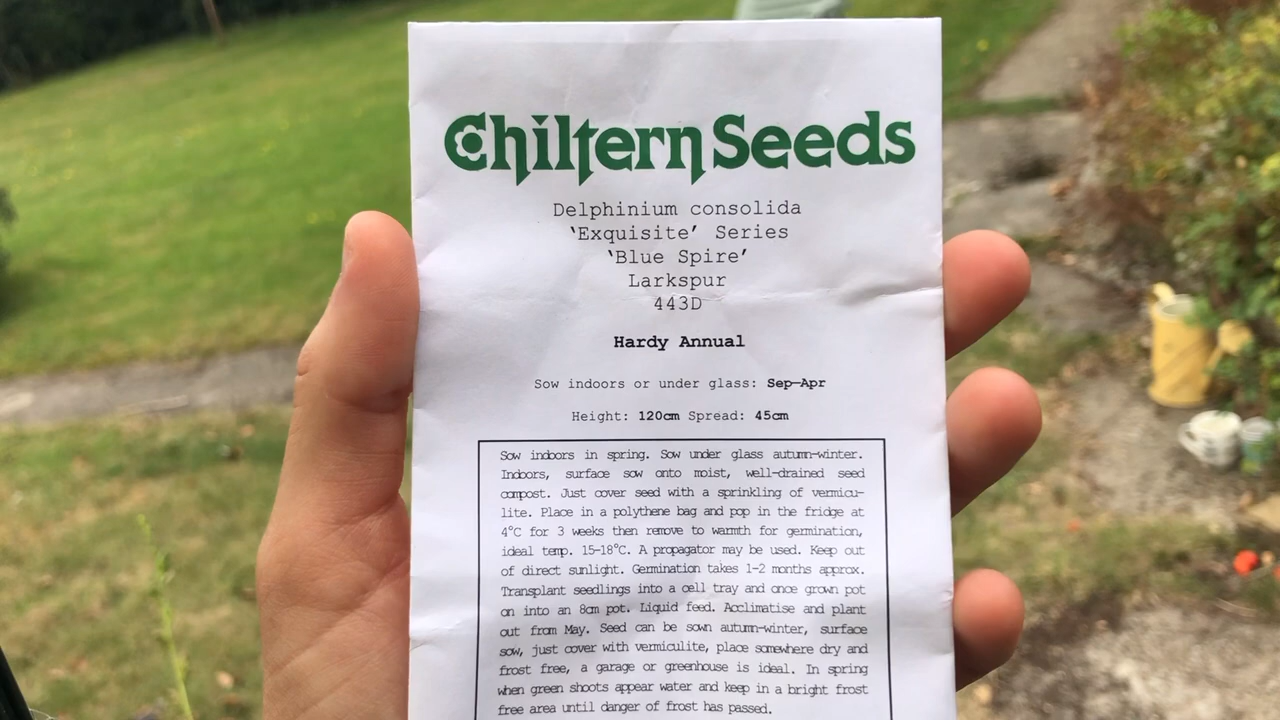 Chiltern Seeds
Delphinium consolida
'Exquisite' Series
'Blue Spire'
Larkspur
443D
Hardy Annual
Sow indoors or under glass: Sep-Apr
Height: 120cm Spread: 45cm
Sow indoors in spring. Sow under glass autumn-winter.
Indoors, surface sow onto moist, well-drained seed
compost. Just cover seed with a sprinkling of vermicu-
lite. Place in a polythene bag and pop in the fridge at
4°C for 3 weeks then remove to warmth for germination,
ideal temp. 15-18°C. A propagator may be used. Keep out
of direct sunlight. Germination takes 1-2 months approx.
Transplant seedlings into a cell tray and once grown pot
on into an 8cm pot. Liquid feed. Acclimatise and plant
out from May. Seed can be sown autumn-winter, surface
sow, just cover with vermiculite, place somewhere dry and
frost free, a garage or greenhouse is ideal. In spring
when green shoots appear water and keep in a bright frost
free area until danger of frost has passed.